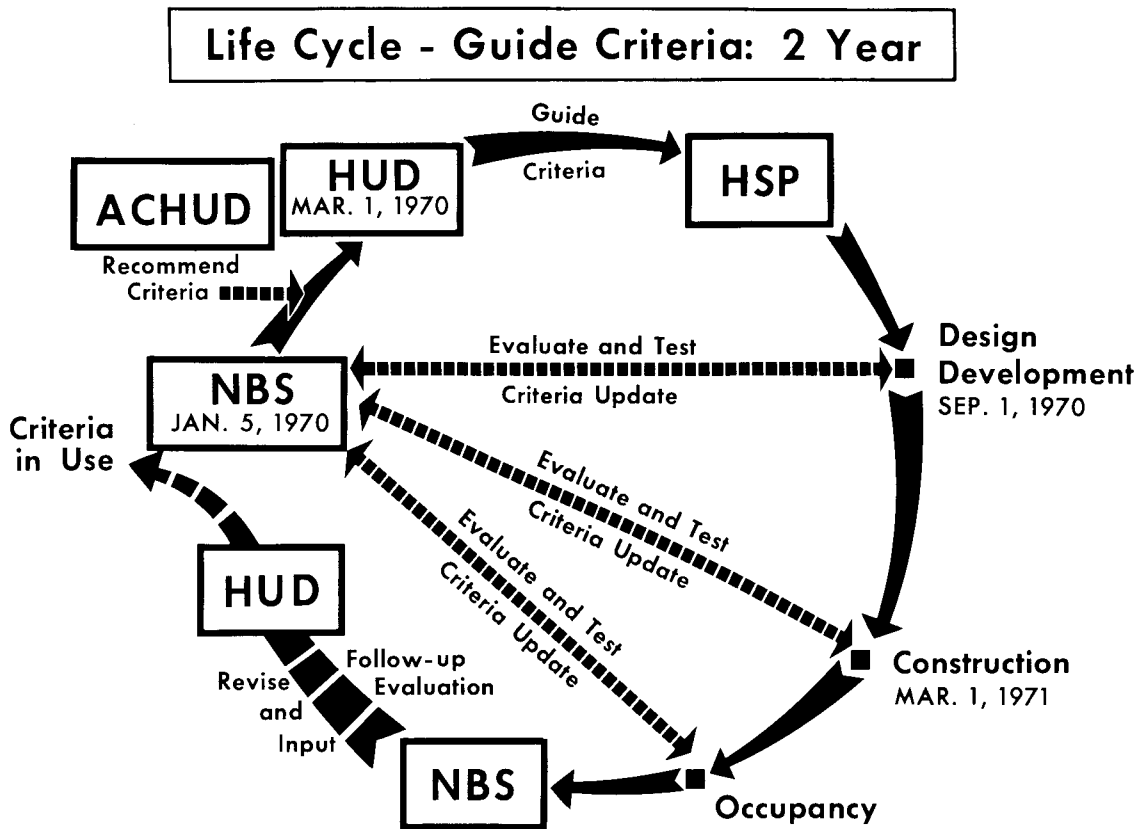 Life Cycle - Guide Criteria: 2 Year
Guide
Criteria
ACHUD
HUD
MAR. 1, 1970
HSP
Recommend
Criteria
NBS
JAN. 5, 1970
Evaluate and Test
Criteria Update
Design
Development
SEP. 1, 1970
Criteria
in Use
Evaluate and Test
Criteria Update
Evaluate and Test
Criteria Update
HUD
Follow-up
Evaluation
Revise
and
Input
Construction
MAR. 1, 1971
NBS
Occupancy